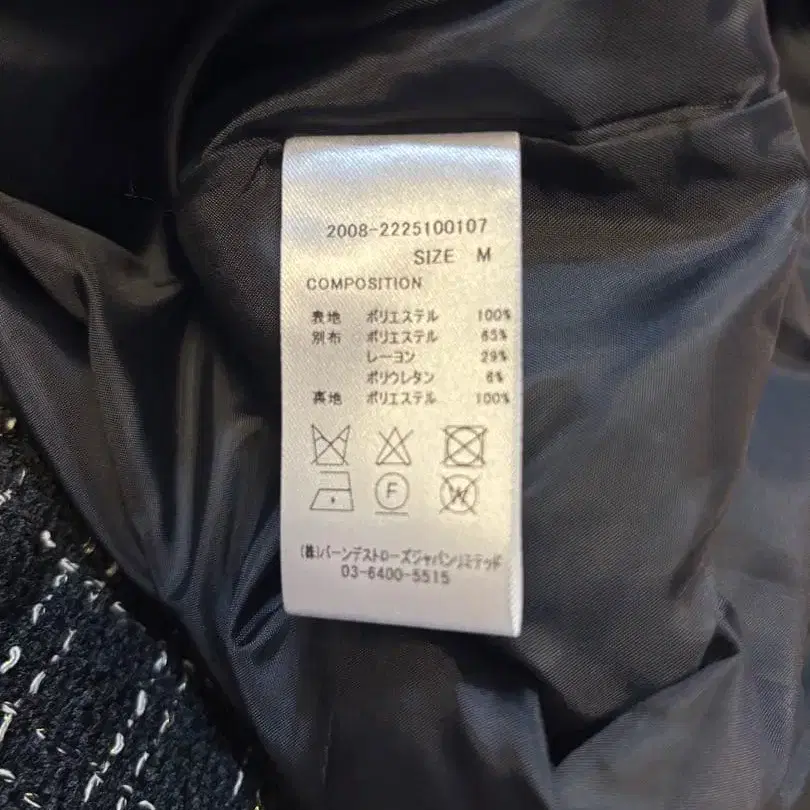 2008-2225100107
SIZE M
COMPOSITION
表地 ポリエステル 100%
別布 ポリエステル 65%
レーヨン 29%
ポリウレタン 6%
裏地 ポリエステル 100%
F
W
(株)バーンデストローズジャパンリミテッド
03-6400-5515